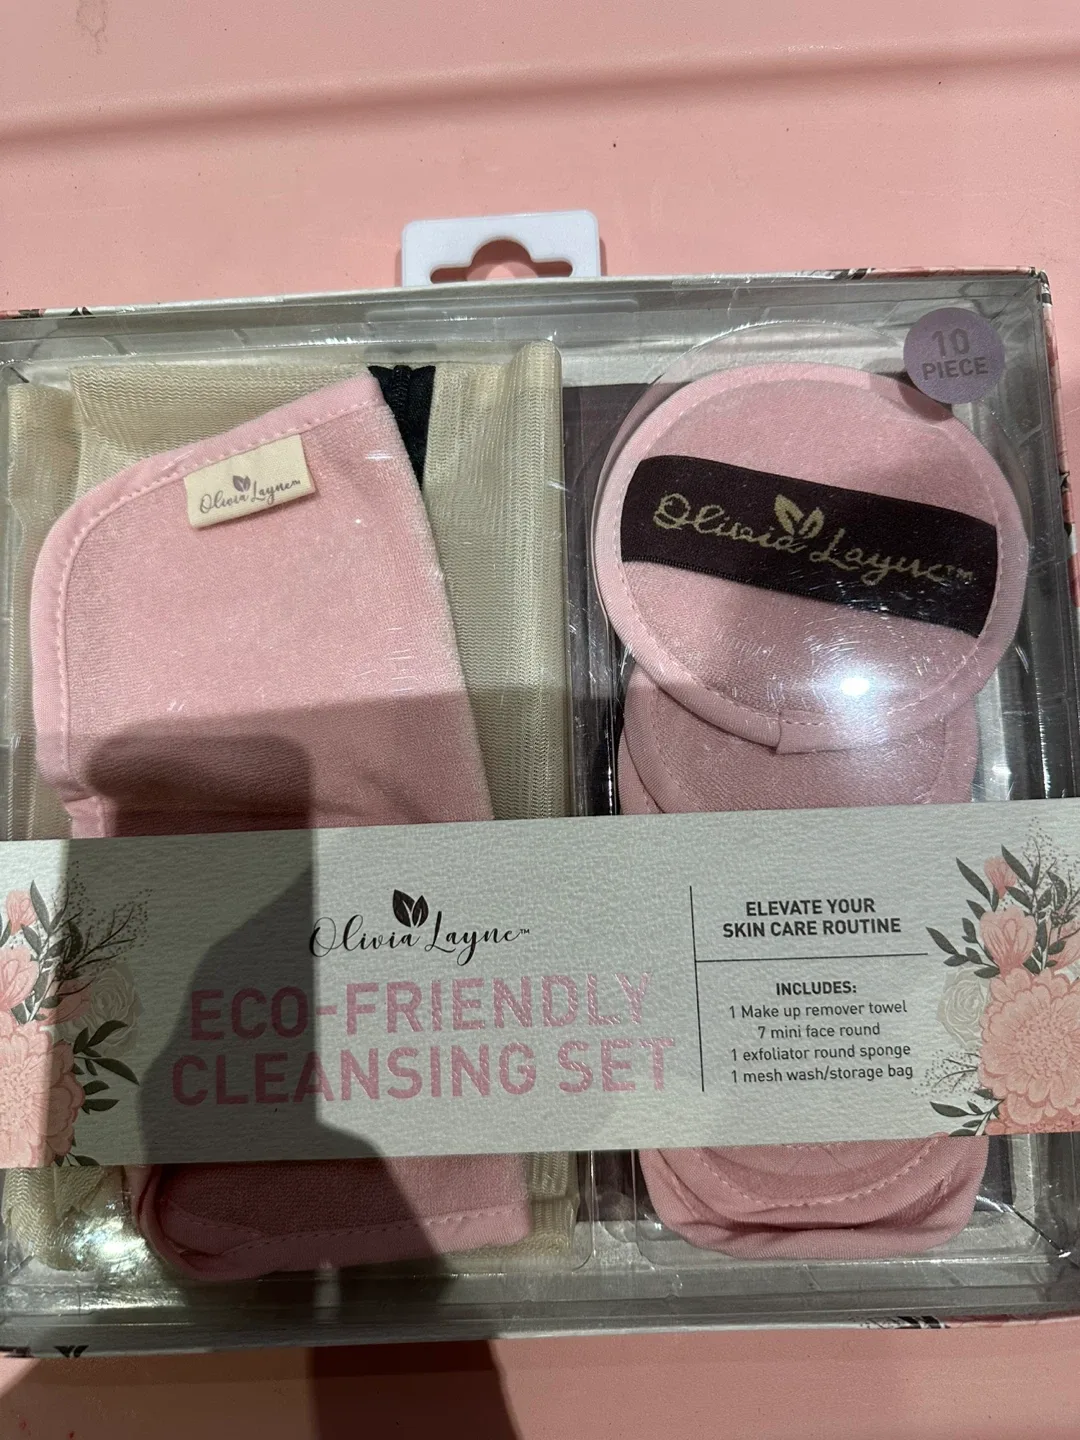 10
PIECE
Olivia Layne™
Olivia Layne™
Olivia Layne™
ECO-FRIENDLY
CLEANSING SET
ELEVATE YOUR
SKIN CARE ROUTINE
INCLUDES:
1 Make up remover towel
7 mini face round
1 exfoliator round sponge
1 mesh wash/storage bag